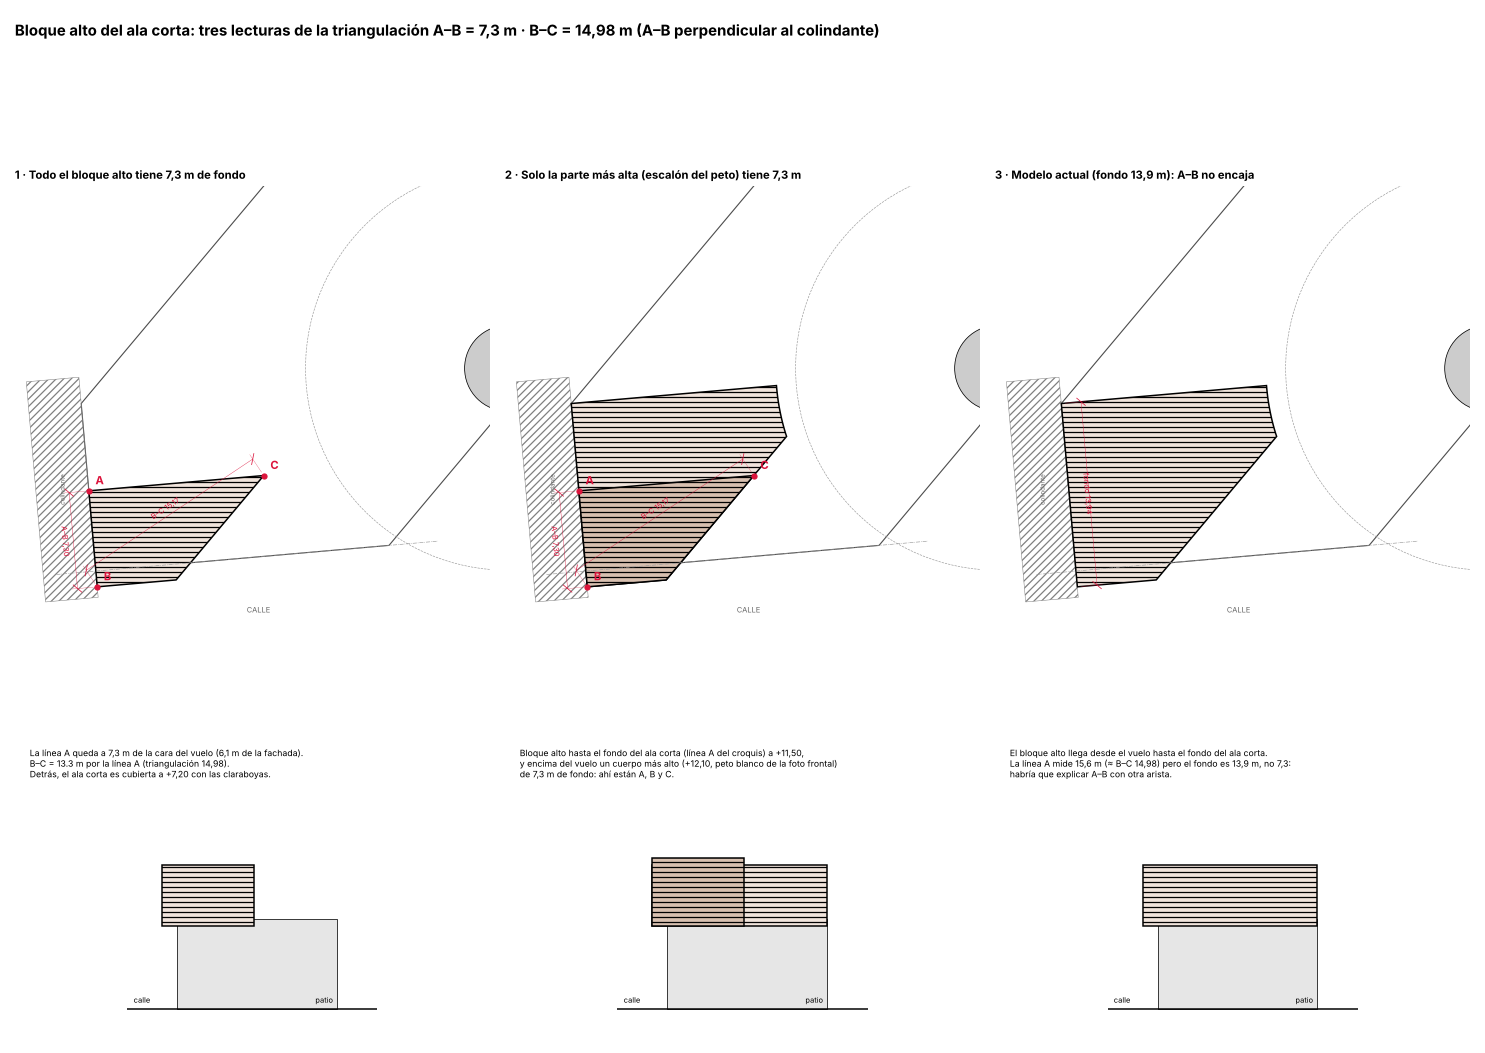 Bloque alto del ala corta: tres lecturas de la triangulación A–B = 7,3 m · B–C = 14,98 m (A–B perpendicular al colindante)
1 · Todo el bloque alto tiene 7,3 m de fondo
2 · Solo la parte más alta (escalón del peto) tiene 7,3 m
3 · Modelo actual (fondo 13,9 m): A–B no encaja
A
B
C
CALLE
A
B
C
CALLE
CALLE
La línea A queda a 7,3 m de la cara del vuelo (6,1 m de la fachada).
B–C = 13.3 m por la línea A (triangulación 14,98).
Detrás, el ala corta es cubierta a +7,20 con las claraboyas.
Bloque alto hasta el fondo del ala corta (línea A del croquis) a +11,50,
y encima del vuelo un cuerpo más alto (+12,10, peto blanco de la foto frontal)
de 7,3 m de fondo: ahí están A, B y C.
El bloque alto llega desde el vuelo hasta el fondo del ala corta.
La línea A mide 15,6 m (≈ B–C 14,98) pero el fondo es 13,9 m, no 7,3:
habría que explicar A–B con otra arista.
calle
patio
calle
patio
calle
patio